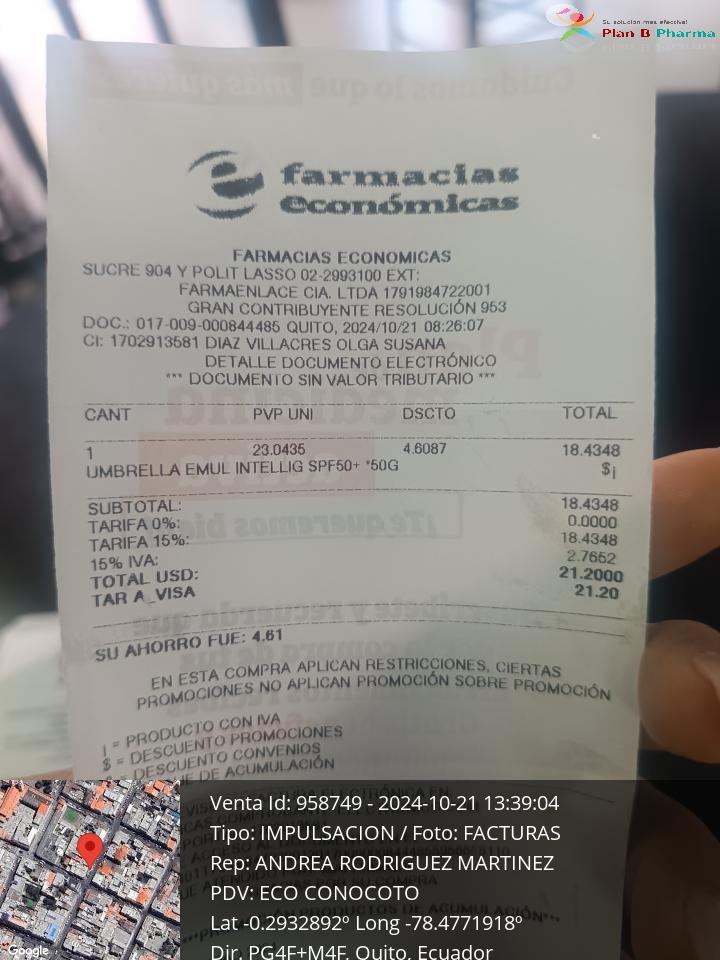 Su solución mas efectiva!
Plan B Pharma
farmacias
económicas
FARMACIAS ECONOMICAS
SUCRE 904 Y POLIT LASSO 02-2993100 EXT:
FARMAENLACE CIA. LTDA 1791984722001
GRAN CONTRIBUYENTE RESOLUCIÓN 953
DOC.: 017-009-000844485 QUITO, 2024/10/21 08:26:07
CI: 1702913581 DIAZ VILLACRES OLGA SUSANA
DETALLE DOCUMENTO ELECTRÓNICO
*** DOCUMENTO SIN VALOR TRIBUTARIO ***
CANT PVP UNI DSCTO TOTAL
1 23.0435 4.6087 18.4348
UMBRELLA EMUL INTELLIG SPF50+ *50G $¡
SUBTOTAL: 18.4348
TARIFA 0%: 0.0000
TARIFA 15%: 18.4348
15% IVA: 2.7652
TOTAL USD: 21.2000
TAR A_VISA 21.20
SU AHORRO FUE: 4.61
EN ESTA COMPRA APLICAN RESTRICCIONES, CIERTAS
PROMOCIONES NO APLICAN PROMOCIÓN SOBRE PROMOCIÓN
¡ = PRODUCTO CON IVA
$ = DESCUENTO PROMOCIONES
= DESCUENTO CONVENIOS
DE ACUMULACIÓN
Venta Id: 958749 - 2024-10-21 13:39:04
Tipo: IMPULSACION / Foto: FACTURAS
Rep: ANDREA RODRIGUEZ MARTINEZ
PDV: ECO CONOCOTO
Lat -0.2932892º Long -78.4771918º
Dir. PG4F+M4F, Quito, Ecuador
Google